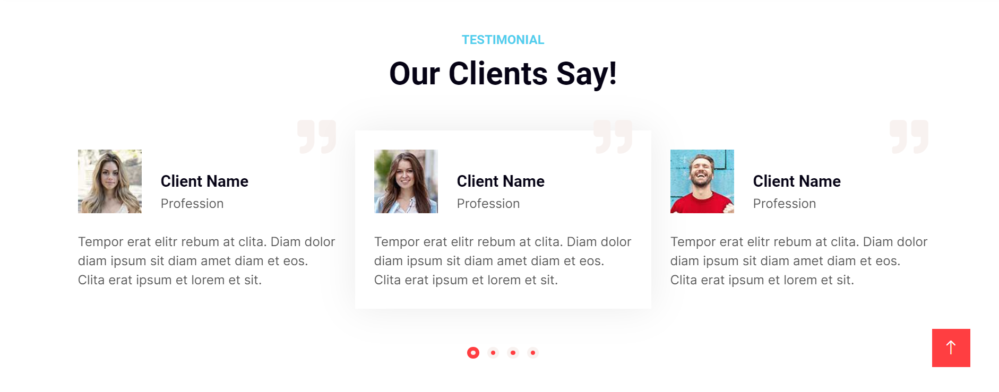 TESTIMONIAL
Our Clients Say!
Client Name
Profession
Tempor erat elitr rebum at clita. Diam dolor
diam ipsum sit diam amet diam et eos.
Clita erat ipsum et lorem et sit.
Client Name
Profession
Tempor erat elitr rebum at clita. Diam dolor
diam ipsum sit diam amet diam et eos.
Clita erat ipsum et lorem et sit.
Client Name
Profession
Tempor erat elitr rebum at clita. Diam dolor
diam ipsum sit diam amet diam et eos.
Clita erat ipsum et lorem et sit.